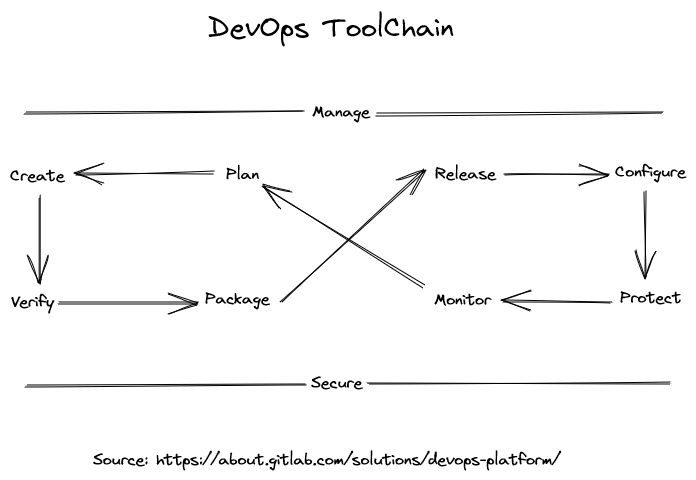 DevOps ToolChain
Manage
Create Plan Release Configure
Verify Package Monitor Protect
Secure
Source: https://about.gitlab.com/solutions/devops-platform/